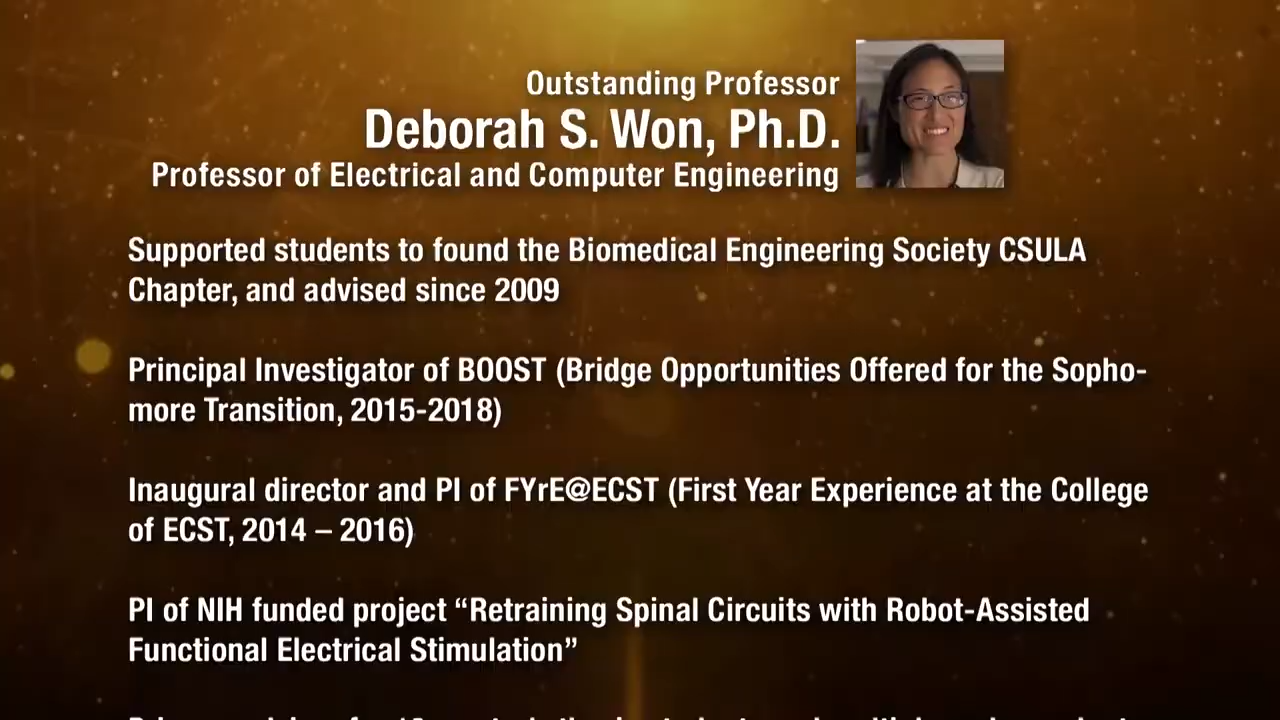 Outstanding Professor
Deborah S. Won, Ph.D.
Professor of Electrical and Computer Engineering
Supported students to found the Biomedical Engineering Society CSULA
Chapter, and advised since 2009
Principal Investigator of BOOST (Bridge Opportunities Offered for the Sopho-
more Transition, 2015-2018)
Inaugural director and PI of FYrE@ECST (First Year Experience at the College
of ECST, 2014 – 2016)
PI of NIH funded project “Retraining Spinal Circuits with Robot-Assisted
Functional Electrical Stimulation”